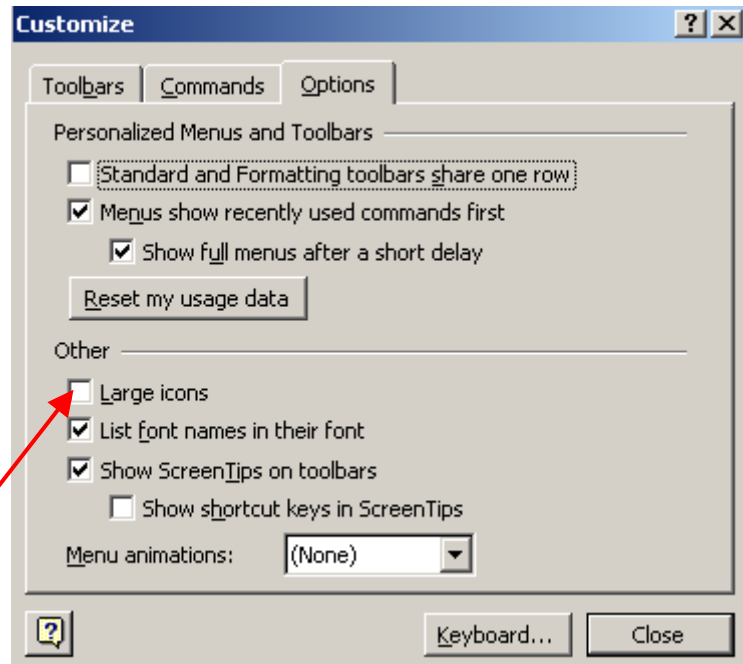 Customize
Toolbars Commands Options
Personalized Menus and Toolbars
Standard and Formatting toolbars share one row
Menus show recently used commands first
Show full menus after a short delay
Reset my usage data
Other
Large icons
List font names in their font
Show ScreenTips on toolbars
Show shortcut keys in ScreenTips
Menu animations: (None)
Keyboard... Close